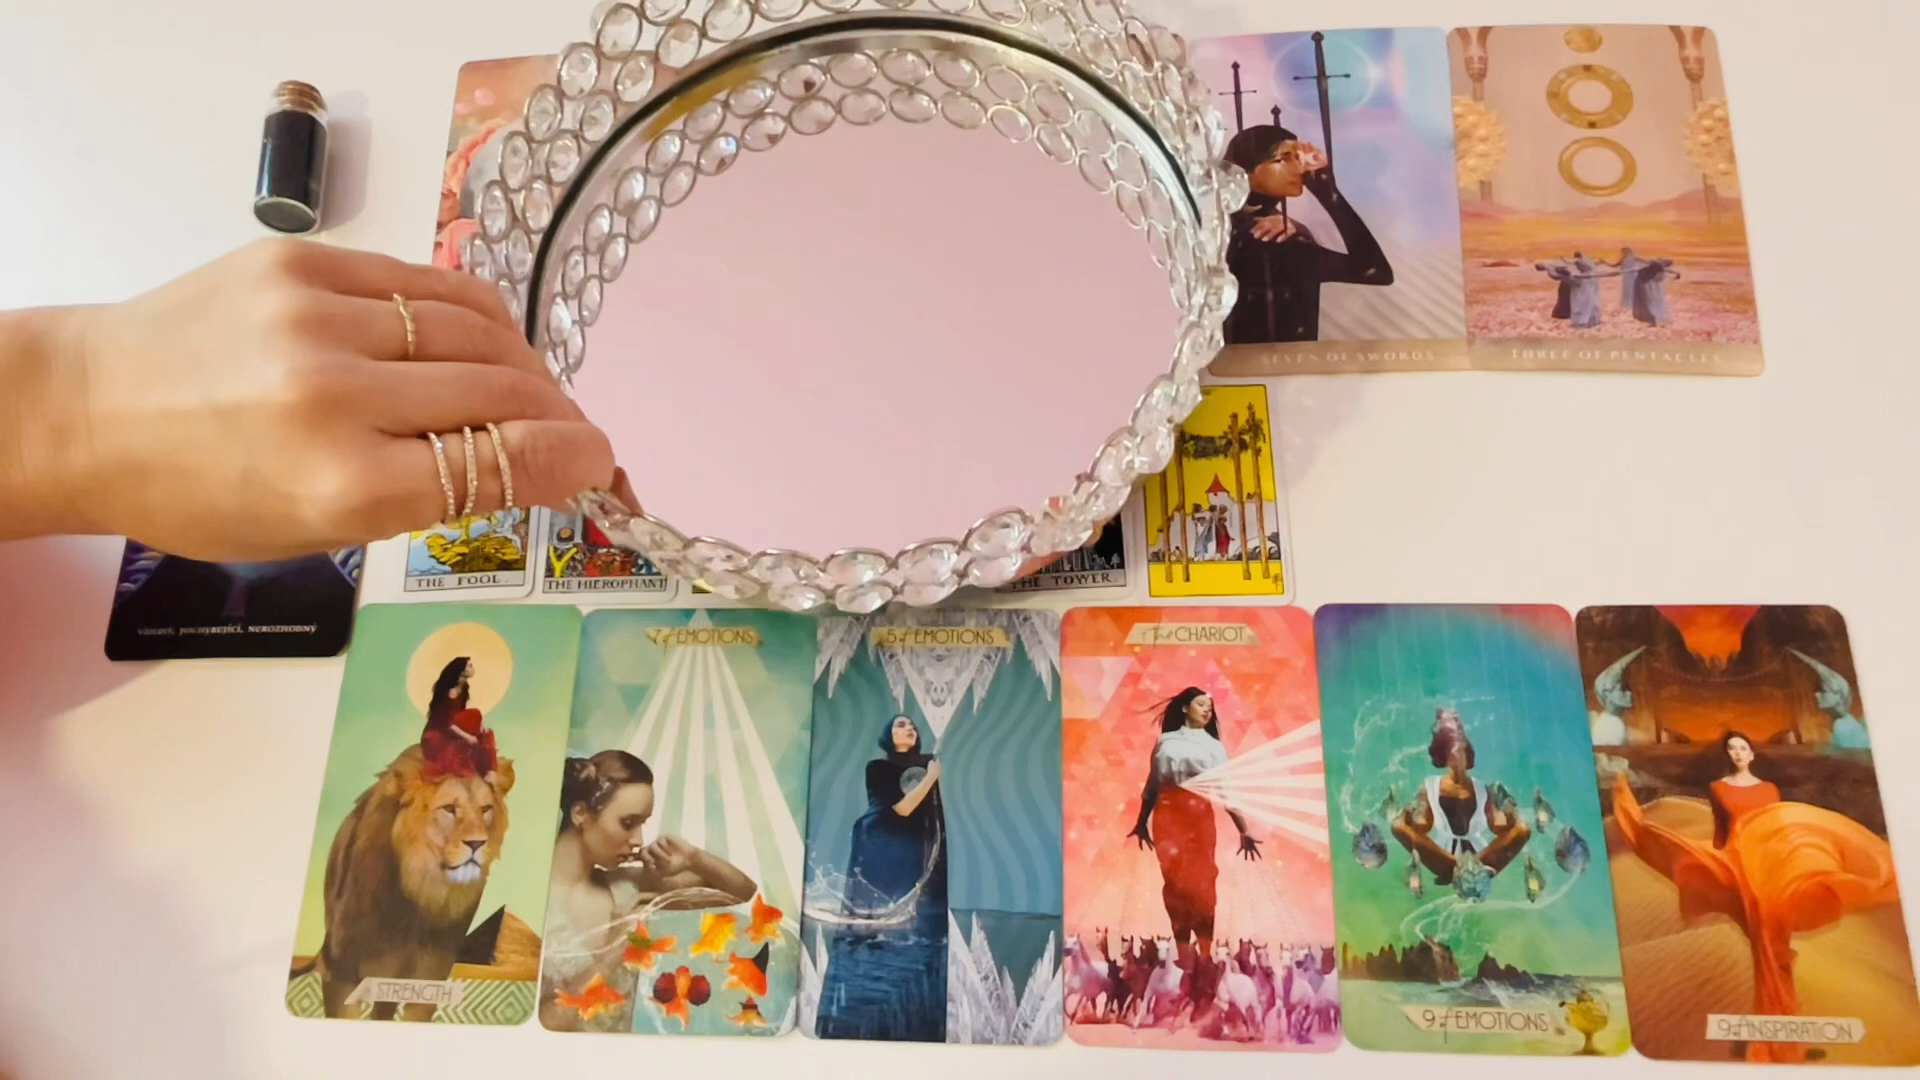 SEVEN OF SWORDS
THREE OF PENTACLES
THE FOOL.
THE HIEROPHANT
THE TOWER.
VÁHAVÝ, POCHYBUJÍCÍ, NEROZHODNÝ
7 of EMOTIONS
5 of EMOTIONS
The CHARIOT
STRENGTH
9 of EMOTIONS
9 of INSPIRATION